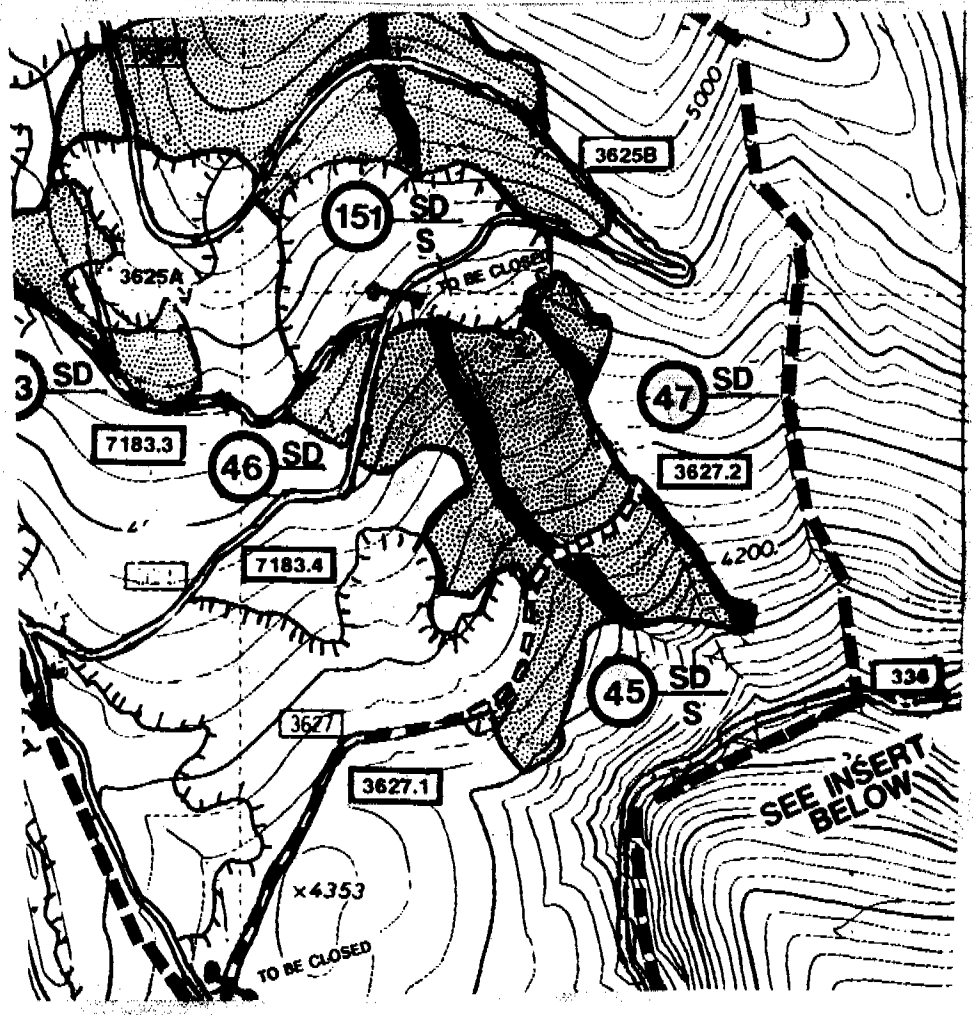 5000
3625B
151 SD
S
TO BE CLOSED
3625A
3 SD
47 SD
7183.3
46 SD
3627.2
4200
7183.4
45 SD
S
334
3627
3627.1
SEE INSERT
BELOW
×4353
TO BE CLOSED